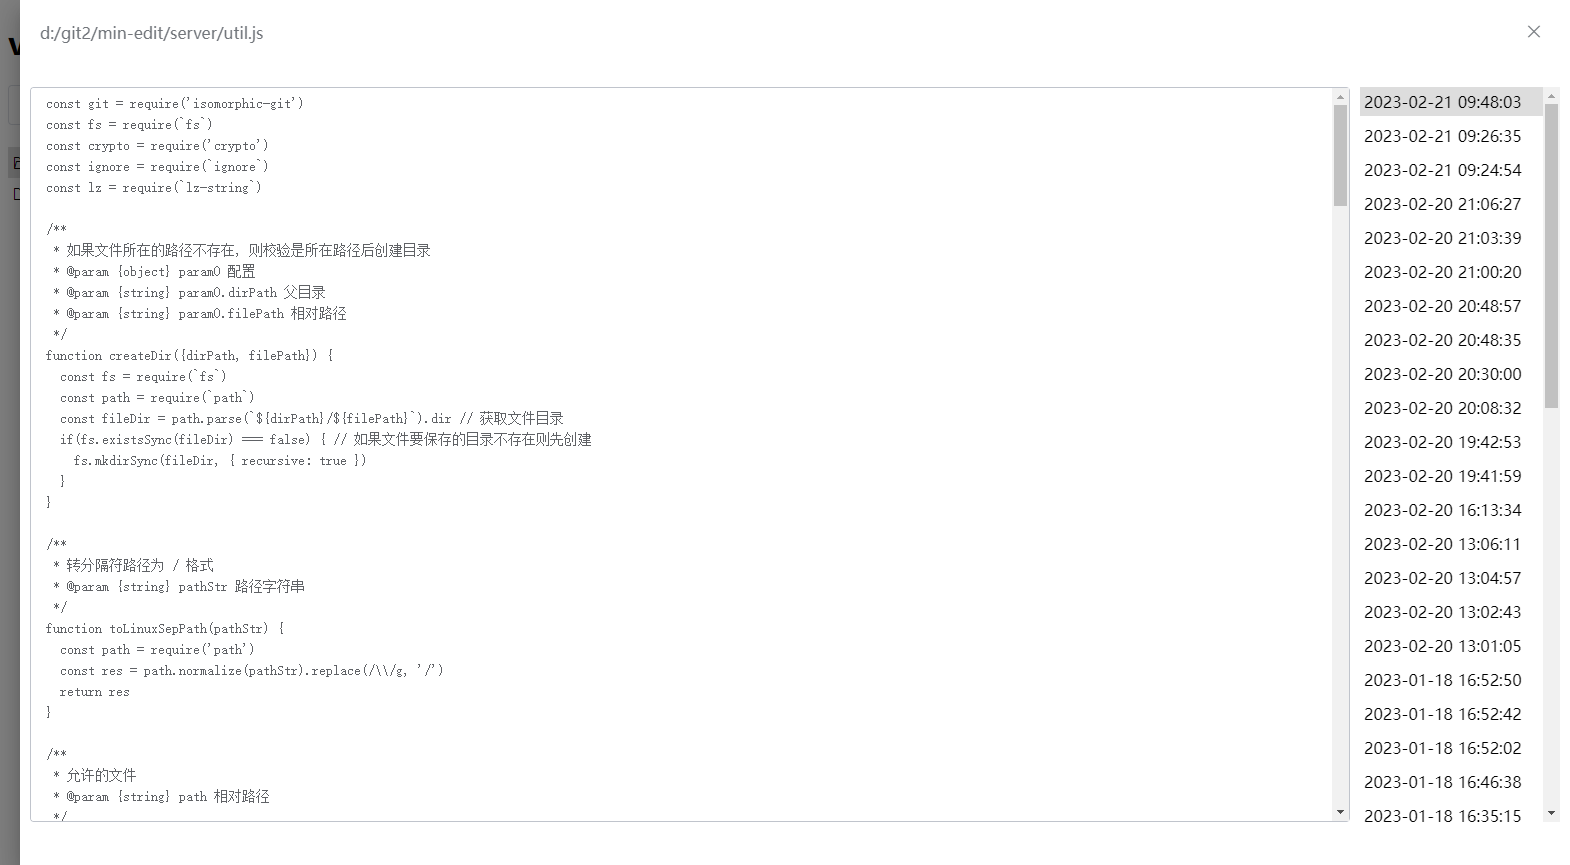 d:/git2/min-edit/server/util.js
const git = require('isomorphic-git')
const fs = require(`fs`)
const crypto = require('crypto')
const ignore = require(`ignore`)
const lz = require(`lz-string`)
/**
* 如果文件所在的路径不存在, 则校验是所在路径后创建目录
* @param {object} param0 配置
* @param {string} param0.dirPath 父目录
* @param {string} param0.filePath 相对路径
*/
function createDir({dirPath, filePath}) {
const fs = require(`fs`)
const path = require(`path`)
const fileDir = path.parse(`${dirPath}/${filePath}`).dir // 获取文件目录
if(fs.existsSync(fileDir) === false) { // 如果文件要保存的目录不存在则先创建
fs.mkdirSync(fileDir, { recursive: true })
}
}
/**
* 转分隔符路径为 / 格式
* @param {string} pathStr 路径字符串
*/
function toLinuxSepPath(pathStr) {
const path = require('path')
const res = path.normalize(pathStr).replace(/\\/g, '/')
return res
}
/**
* 允许的文件
* @param {string} path 相对路径
*/
2023-02-21 09:48:03
2023-02-21 09:26:35
2023-02-21 09:24:54
2023-02-20 21:06:27
2023-02-20 21:03:39
2023-02-20 21:00:20
2023-02-20 20:48:57
2023-02-20 20:48:35
2023-02-20 20:30:00
2023-02-20 20:08:32
2023-02-20 19:42:53
2023-02-20 19:41:59
2023-02-20 16:13:34
2023-02-20 13:06:11
2023-02-20 13:04:57
2023-02-20 13:02:43
2023-02-20 13:01:05
2023-01-18 16:52:50
2023-01-18 16:52:42
2023-01-18 16:52:02
2023-01-18 16:46:38
2023-01-18 16:35:15